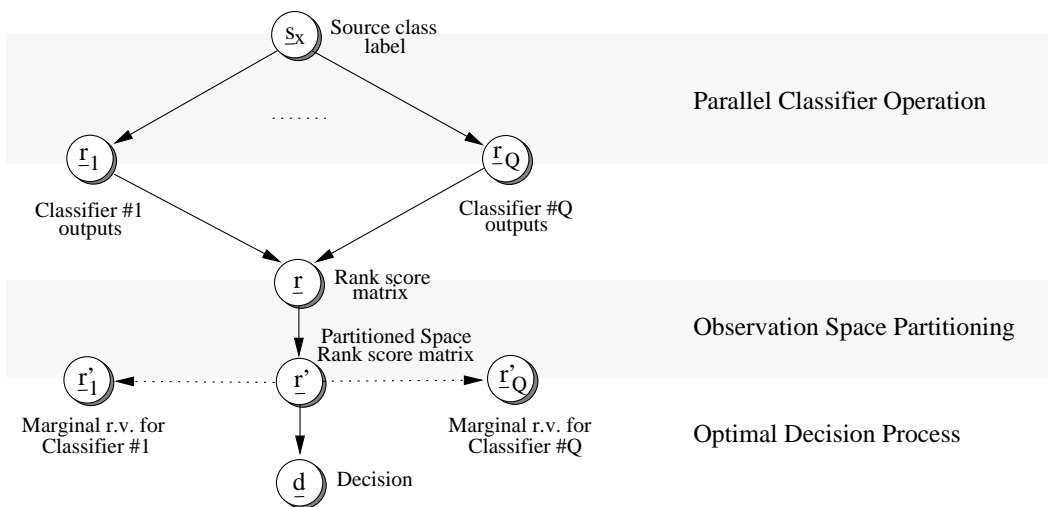 s_x
Source class
label
Parallel Classifier Operation
.......
r_1
r_Q
Classifier #1
outputs
Classifier #Q
outputs
r
Rank score
matrix
Observation Space Partitioning
Partitioned Space
Rank score matrix
r'_1
r'
r'_Q
Marginal r.v. for
Classifier #1
Marginal r.v. for
Classifier #Q
Optimal Decision Process
d
Decision